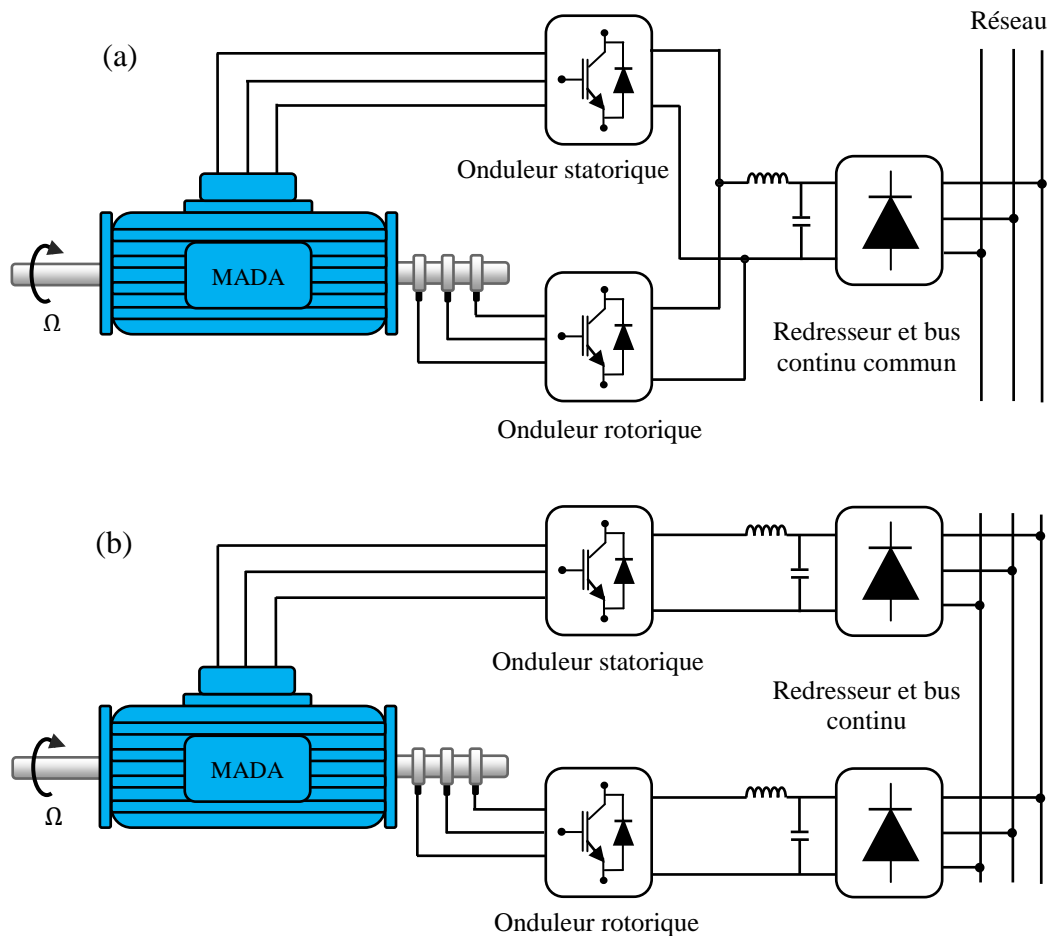 Réseau
(a)
Onduleur statorique
MADA
Ω
Redresseur et bus
continu commun
Onduleur rotorique
(b)
Onduleur statorique
Redresseur et bus
continu
MADA
Ω
Onduleur rotorique